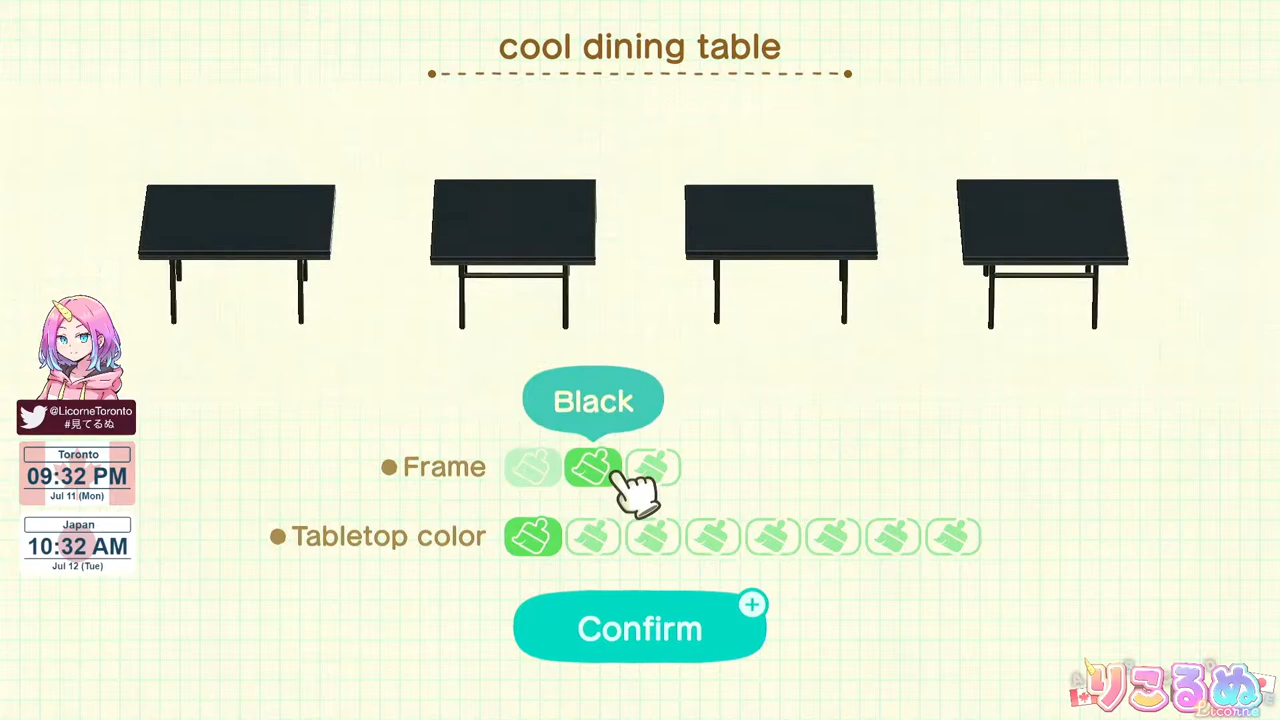 cool dining table
Black
Frame
Tabletop color
Confirm
@LicorneToronto
#見てるぬ
Toronto
09:32 PM
Jul 11 (Mon)
Japan
10:32 AM
Jul 12 (Tue)
りこるぬ
Licorne